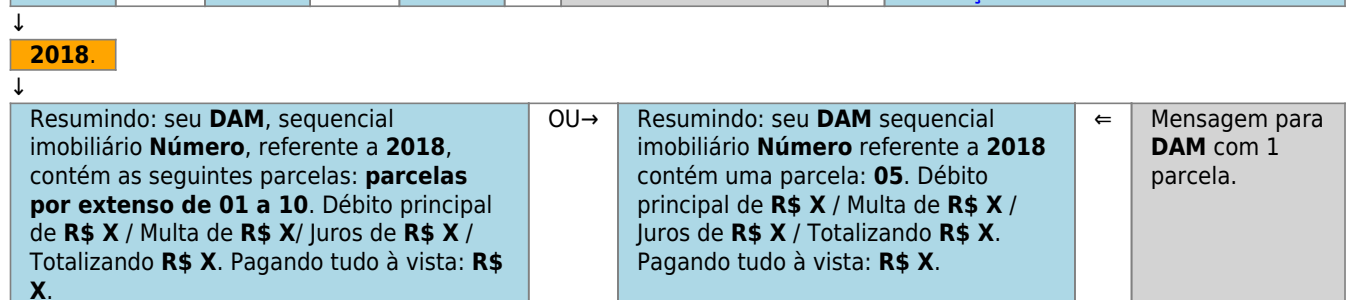 ↓
2018.
↓
Resumindo: seu DAM, sequencial
imobiliário Número, referente a 2018,
contém as seguintes parcelas: parcelas
por extenso de 01 a 10. Débito principal
de R$ X / Multa de R$ X/ Juros de R$ X /
Totalizando R$ X. Pagando tudo à vista: R$
X.
OU→
Resumindo: seu DAM sequencial
imobiliário Número referente a 2018
contém uma parcela: 05. Débito
principal de R$ X / Multa de R$ X /
Juros de R$ X / Totalizando R$ X.
Pagando tudo à vista: R$ X.
⇐
Mensagem para
DAM com 1
parcela.